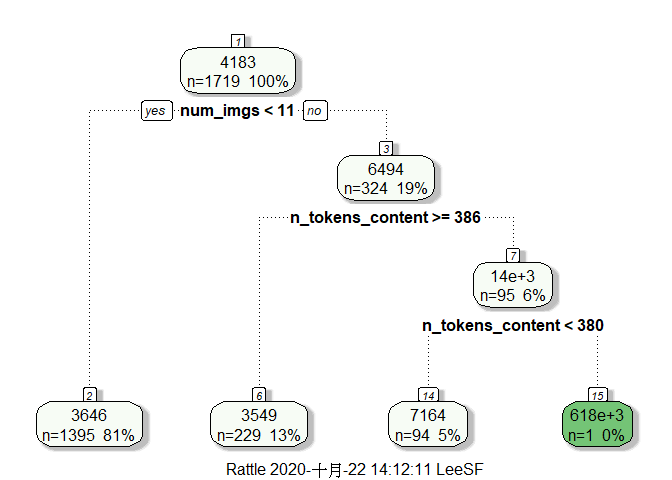 1
4183
n=1719 100%
yes num_imgs < 11 no
3
6494
n=324 19%
n_tokens_content >= 386
7
14e+3
n=95 6%
n_tokens_content < 380
2
3646
n=1395 81%
6
3549
n=229 13%
14
7164
n=94 5%
15
618e+3
n=1 0%
Rattle 2020-十月-22 14:12:11 LeeSF